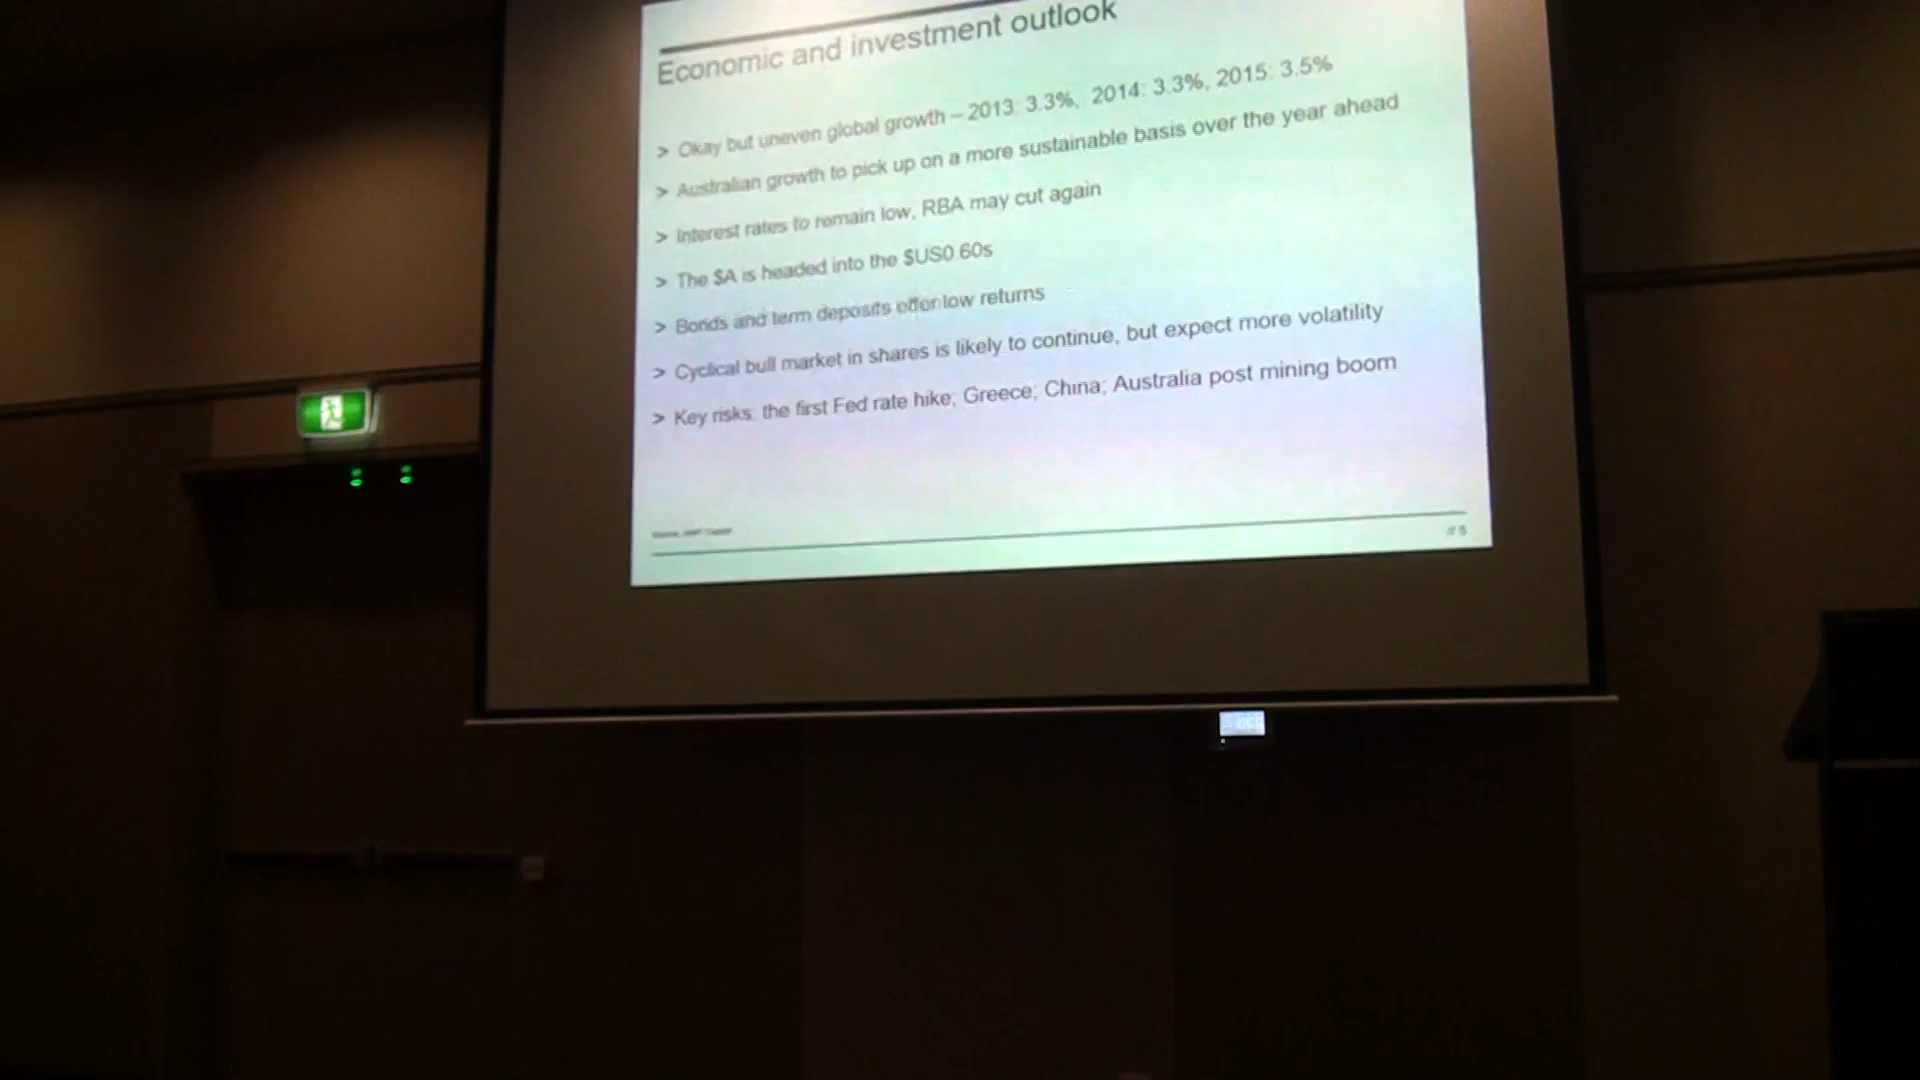 Economic and investment outlook
> Okay but uneven global growth – 2013: 3.3%, 2014: 3.3%, 2015: 3.5%
> Australian growth to pick up on a more sustainable basis over the year ahead
> Interest rates to remain low, RBA may cut again
> The $A is headed into the $US0.60s
> Bonds and term deposits offer low returns
> Cyclical bull market in shares is likely to continue, but expect more volatility
> Key risks: the first Fed rate hike; Greece; China; Australia post mining boom